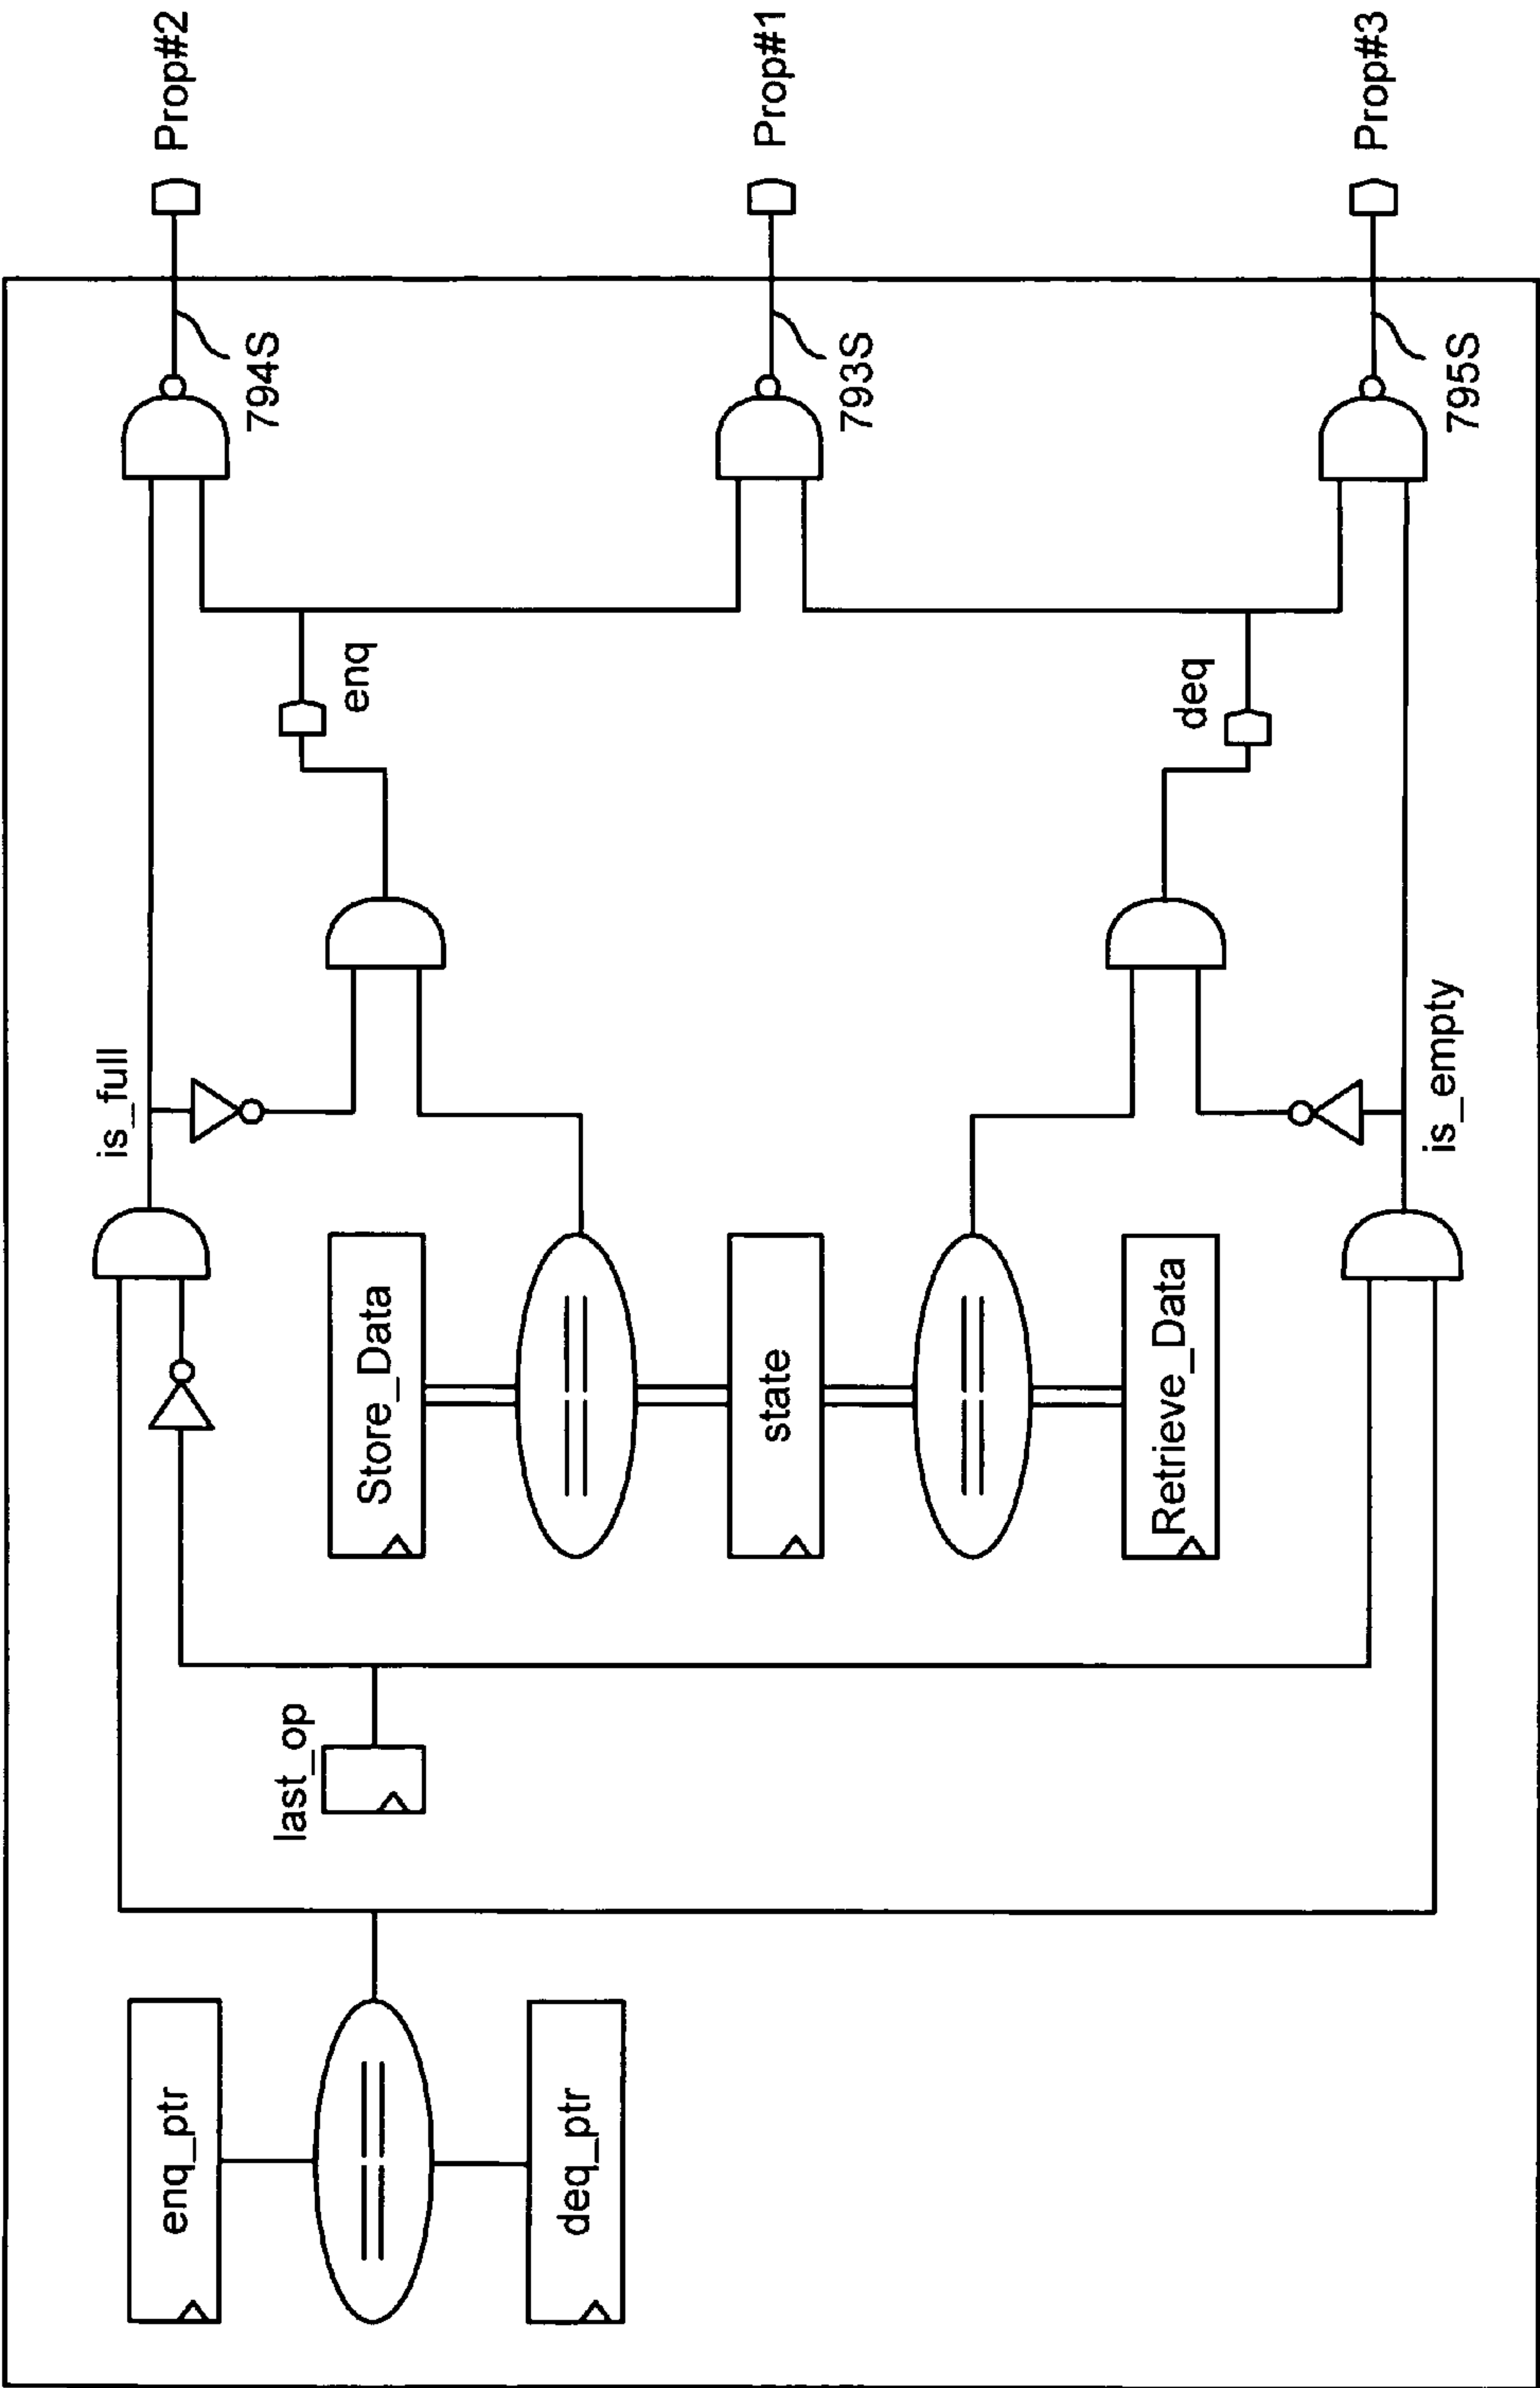 enq_ptr
==
deq_ptr
last_op
Store_Data
==
state
==
Retrieve_Data
is_full
is_empty
enq
deq
794S
793S
795S
Prop#2
Prop#1
Prop#3